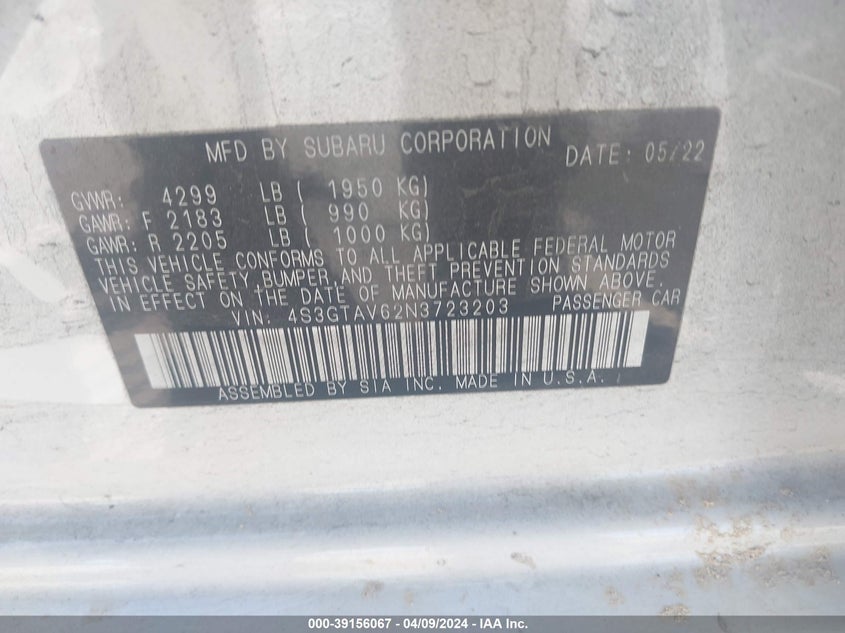 MFD BY SUBARU CORPORATION DATE: 05/22
GVWR: 4299 LB ( 1950 KG)
GAWR: F 2183 LB ( 990 KG)
GAWR: R 2205 LB ( 1000 KG)
THIS VEHICLE CONFORMS TO ALL APPLICABLE FEDERAL MOTOR
VEHICLE SAFETY, BUMPER, AND THEFT PREVENTION STANDARDS
IN EFFECT ON THE DATE OF MANUFACTURE SHOWN ABOVE.
VIN: 4S3GTAV62N3723203 PASSENGER CAR
ASSEMBLED BY SIA INC. MADE IN U.S.A.
000-39156067 | 04/09/2024 | IAA Inc.